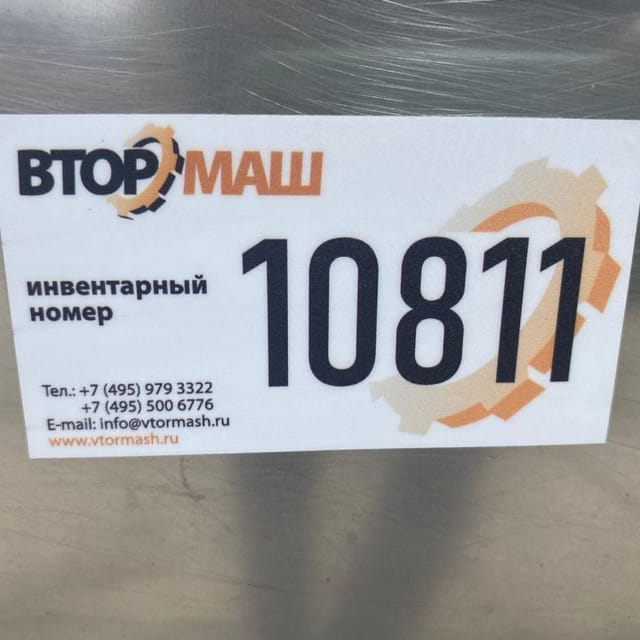 ВТОРМАШ
инвентарный
номер
10811
Тел.: +7 (495) 979 3322
+7 (495) 500 6776
E-mail: info@vtormash.ru
www.vtormash.ru